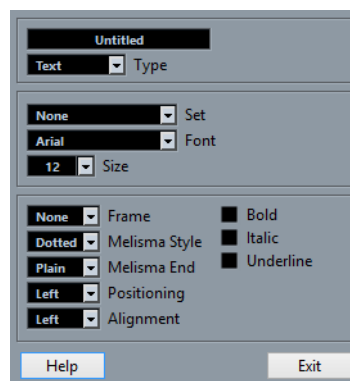 Untitled
Text Type
None Set
Arial Font
12 Size
None Frame Bold
Dotted Melisma Style Italic
Plain Melisma End Underline
Left Positioning
Left Alignment
Help Exit